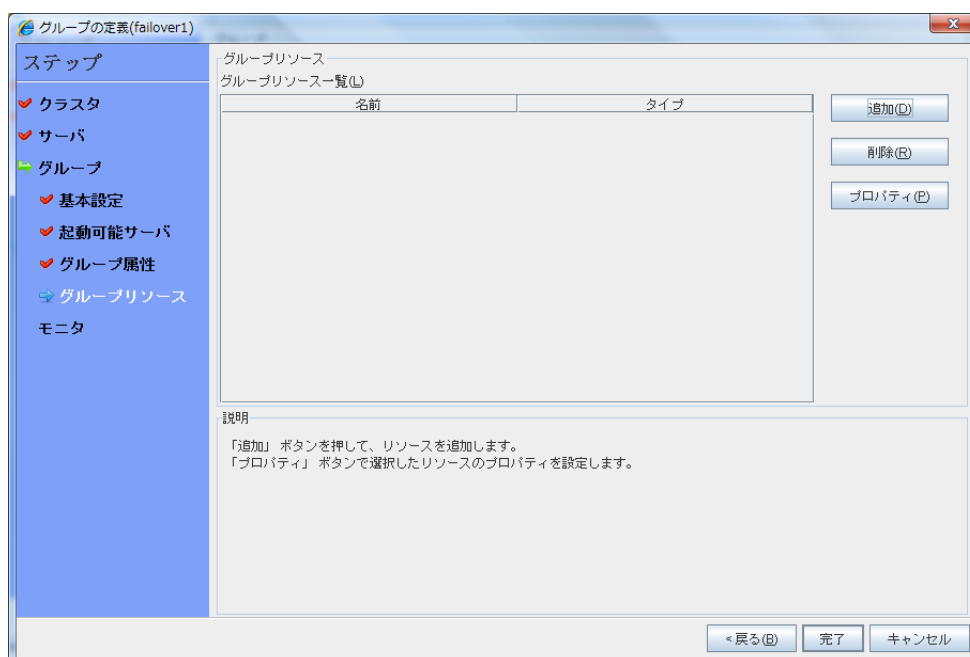 グループの定義(failover1)
ステップ
クラスタ
サーバ
グループ
基本設定
起動可能サーバ
グループ属性
グループリソース
モニタ
グループリソース
グループリソース一覧(L)
名前 タイプ
追加(D)
削除(R)
プロパティ(P)
説明
「追加」 ボタンを押して、リソースを追加します。
「プロパティ」 ボタンで選択したリソースのプロパティを設定します。
<戻る(B) 完了 キャンセル